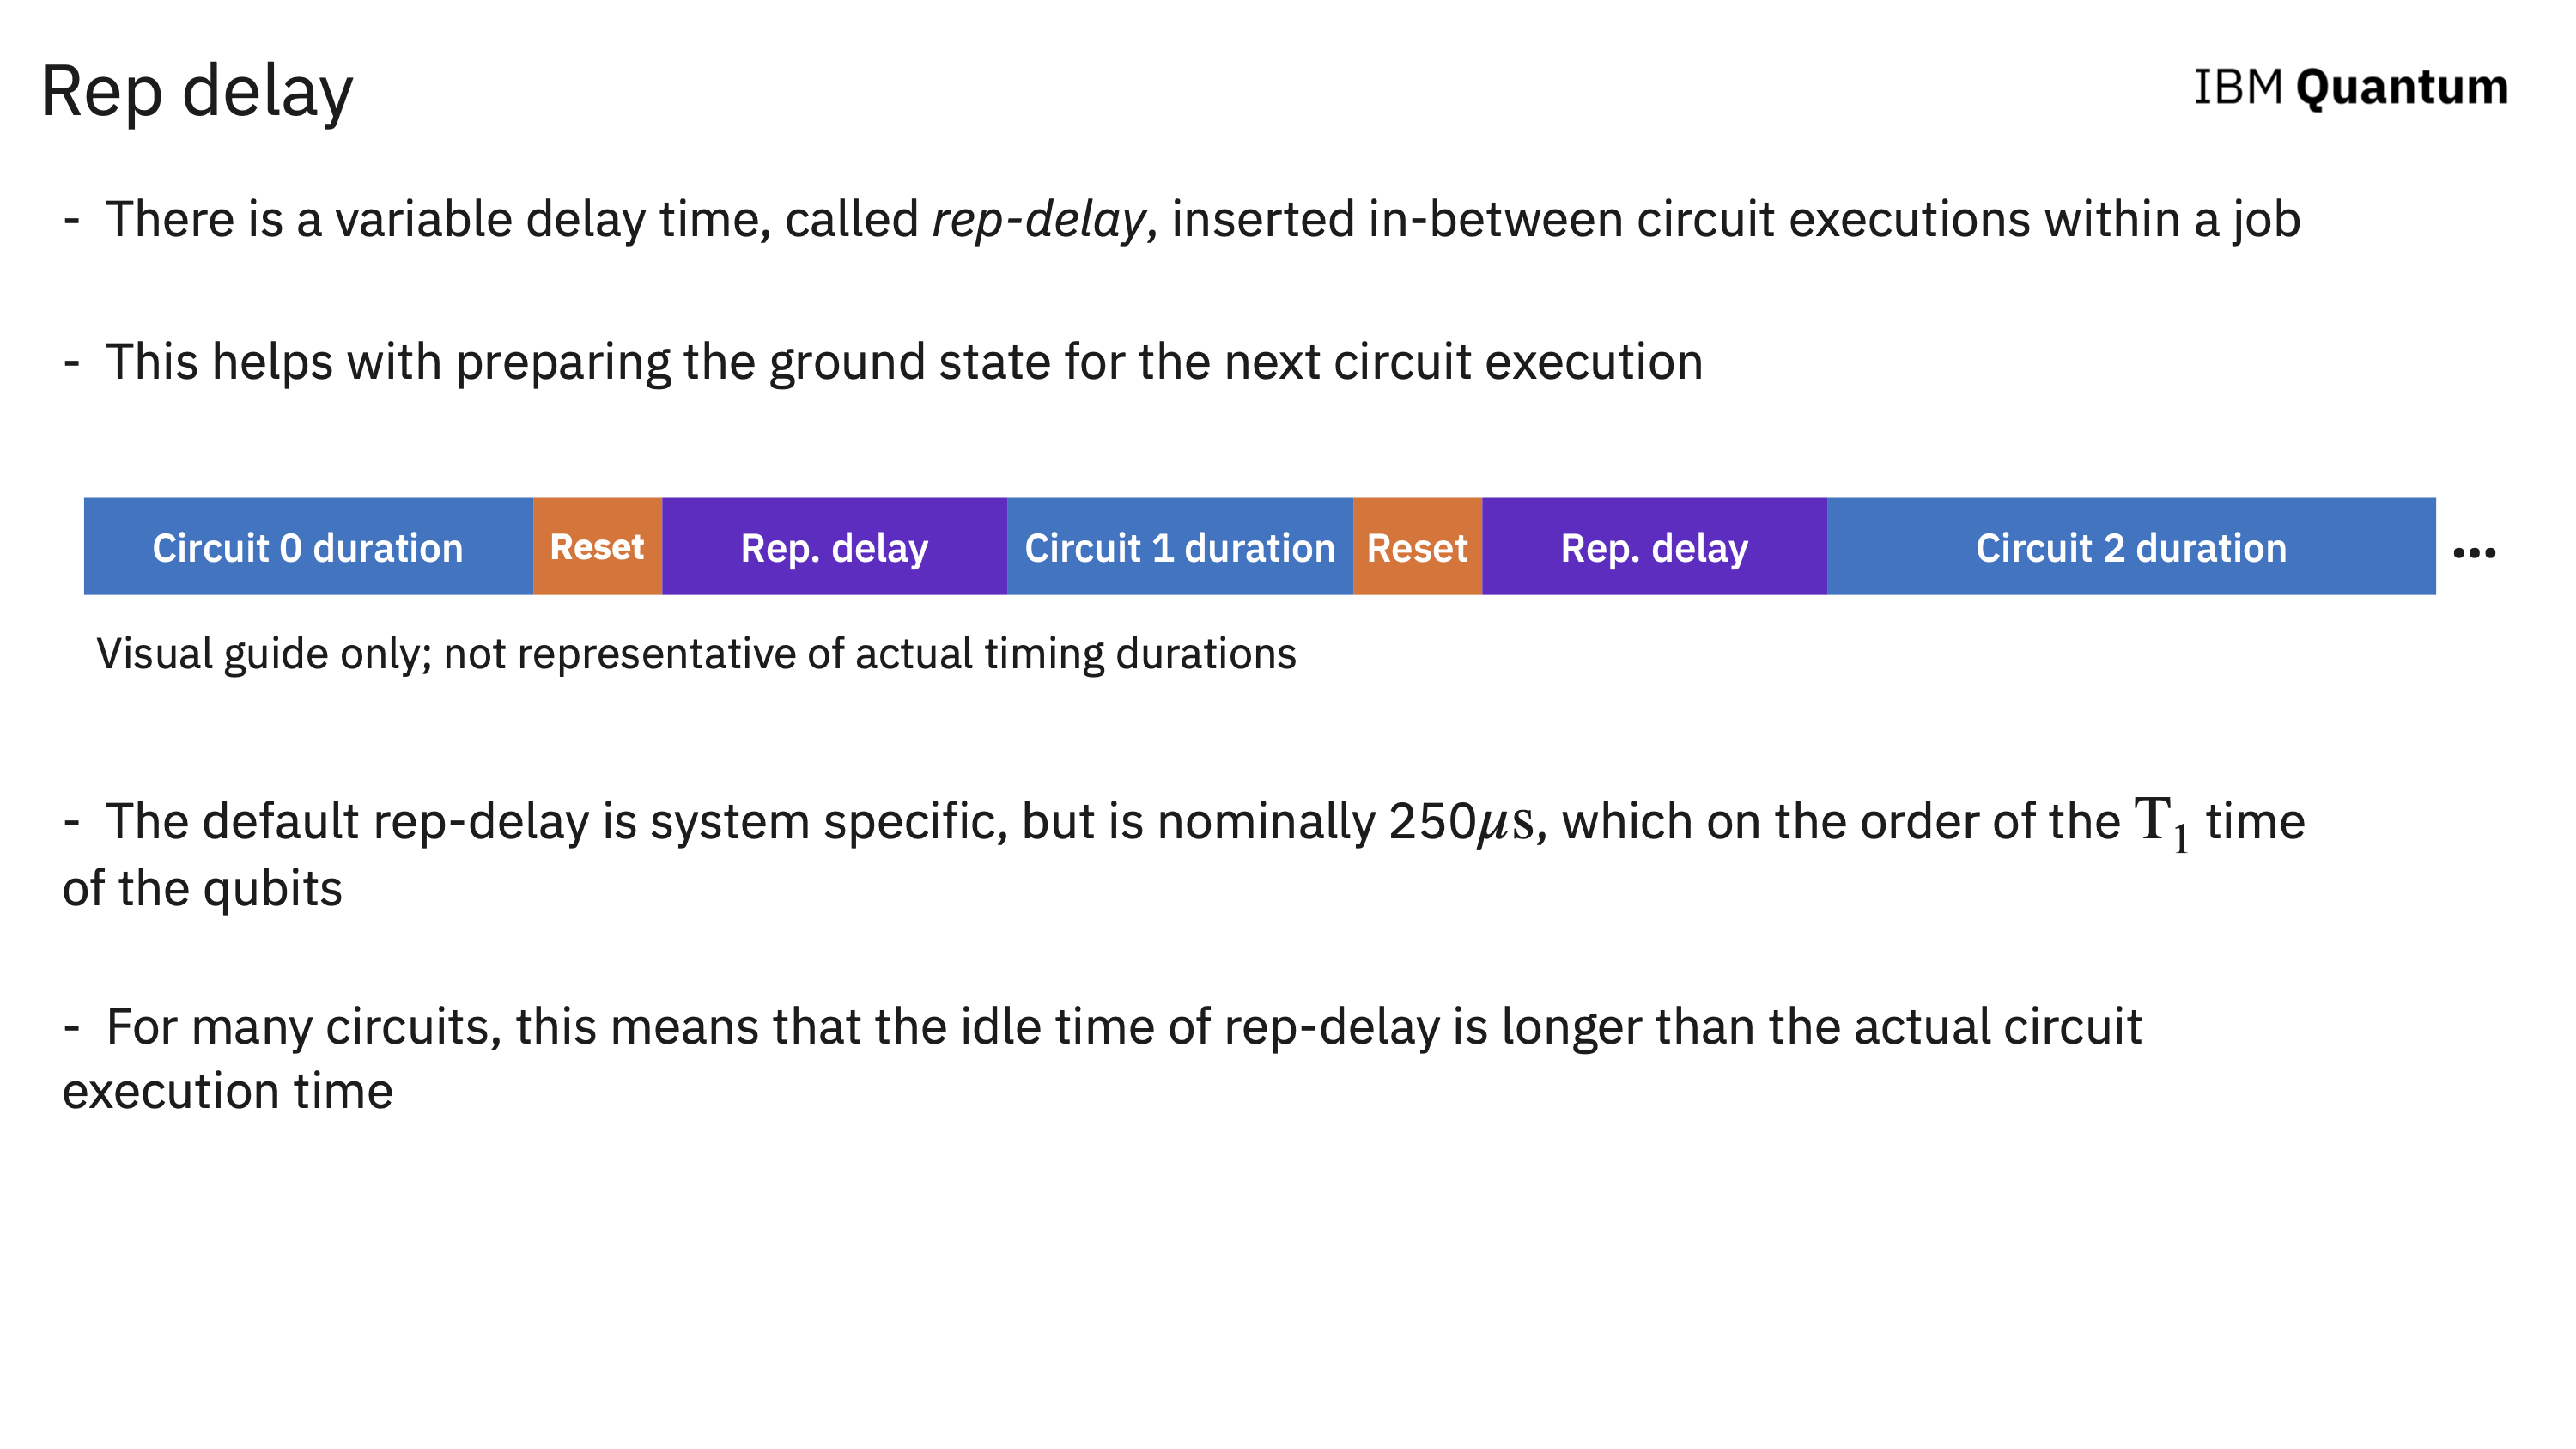 Rep delay
IBM Quantum
- There is a variable delay time, called rep-delay, inserted in-between circuit executions within a job
- This helps with preparing the ground state for the next circuit execution
Circuit 0 duration Reset Rep. delay Circuit 1 duration Reset Rep. delay Circuit 2 duration ...
Visual guide only; not representative of actual timing durations
- The default rep-delay is system specific, but is nominally 250μs, which on the order of the T₁ time
of the qubits
- For many circuits, this means that the idle time of rep-delay is longer than the actual circuit
execution time